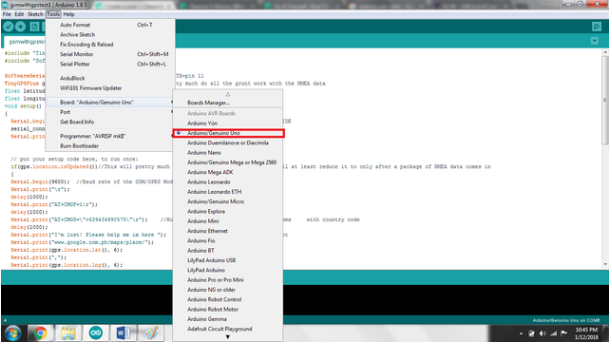 gsmwithgpstest1 | Arduino 1.8.5
File Edit Sketch Tools Help
Auto Format Ctrl+T
Archive Sketch
Fix Encoding & Reload
Serial Monitor Ctrl+Shift+M
Serial Plotter Ctrl+Shift+L
ArduBlock
WiFi101 Firmware Updater
Board: "Arduino/Genuino Uno"
Port
Get Board Info
Programmer: "AVRISP mkII"
Burn Bootloader
Boards Manager...
Arduino AVR Boards
Arduino Yún
Arduino/Genuino Uno
Arduino Duemilanove or Diecimila
Arduino Nano
Arduino/Genuino Mega or Mega 2560
Arduino Mega ADK
Arduino Leonardo
Arduino Leonardo ETH
Arduino/Genuino Micro
Arduino Esplora
Arduino Mini
Arduino Ethernet
Arduino Fio
Arduino BT
LilyPad Arduino USB
LilyPad Arduino
Arduino Pro or Pro Mini
Arduino NG or older
Arduino Robot Control
Arduino Robot Motor
Arduino Gemma
Adafruit Circuit Playground
gsmwithgpste
#include "Tin
#include "Sof
SoftwareSeria
TX=pin 11
TinyGPSPlus g
ty much do all the grunt work with the NMEA data
float latitud
float longitu
void setup()
{
Serial.begi
IDE
serial_conn
Serial.prin
// put your setup code here, to run once:
if(gps.location.isUpdated())//This will pretty much
ll at least reduce it to only after a package of NMEA data comes in
{
Serial.begin(9600); //Baud rate of the GSM/GPRS Mod
Serial.print("\r");
delay(1000);
Serial.print("AT+CMGF=1\r");
delay(1000);
with country code
delay(1000);
Serial.print("I'm lost! Please help me im here ");
Serial.print("www.google.com.ph/maps/place/");
Serial.print(gps.location.lat(), 6);
Serial.print(",");
Serial.print(gps.location.lng(), 6);
Arduino/Genuino Uno on COM6
10:45 PM
1/12/2018